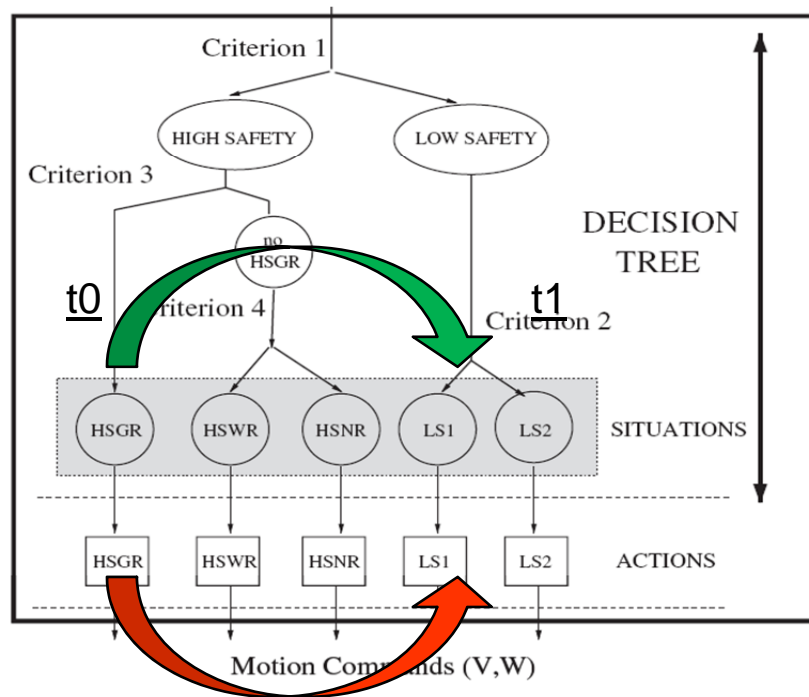 Criterion 1
HIGH SAFETY
LOW SAFETY
Criterion 3
no
HSGR
DECISION
TREE
t0
riterion 4
t1
Criterion 2
HSGR
HSWR
HSNR
LS1
LS2
SITUATIONS
HSGR
HSWR
HSNR
LS1
LS2
ACTIONS
Motion Commands (V,W)